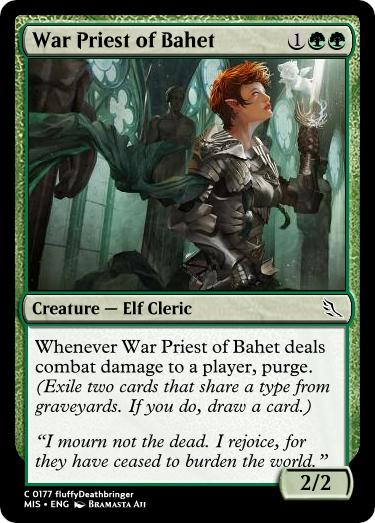 War Priest of Bahet 1
Creature — Elf Cleric
Whenever War Priest of Bahet deals
combat damage to a player, purge.
(Exile two cards that share a type from
graveyards. If you do, draw a card.)
“I mourn not the dead. I rejoice, for
they have ceased to burden the world.”
2/2
C 0177 fluffyDeathbringer
MIS • ENG Bramasta Aji